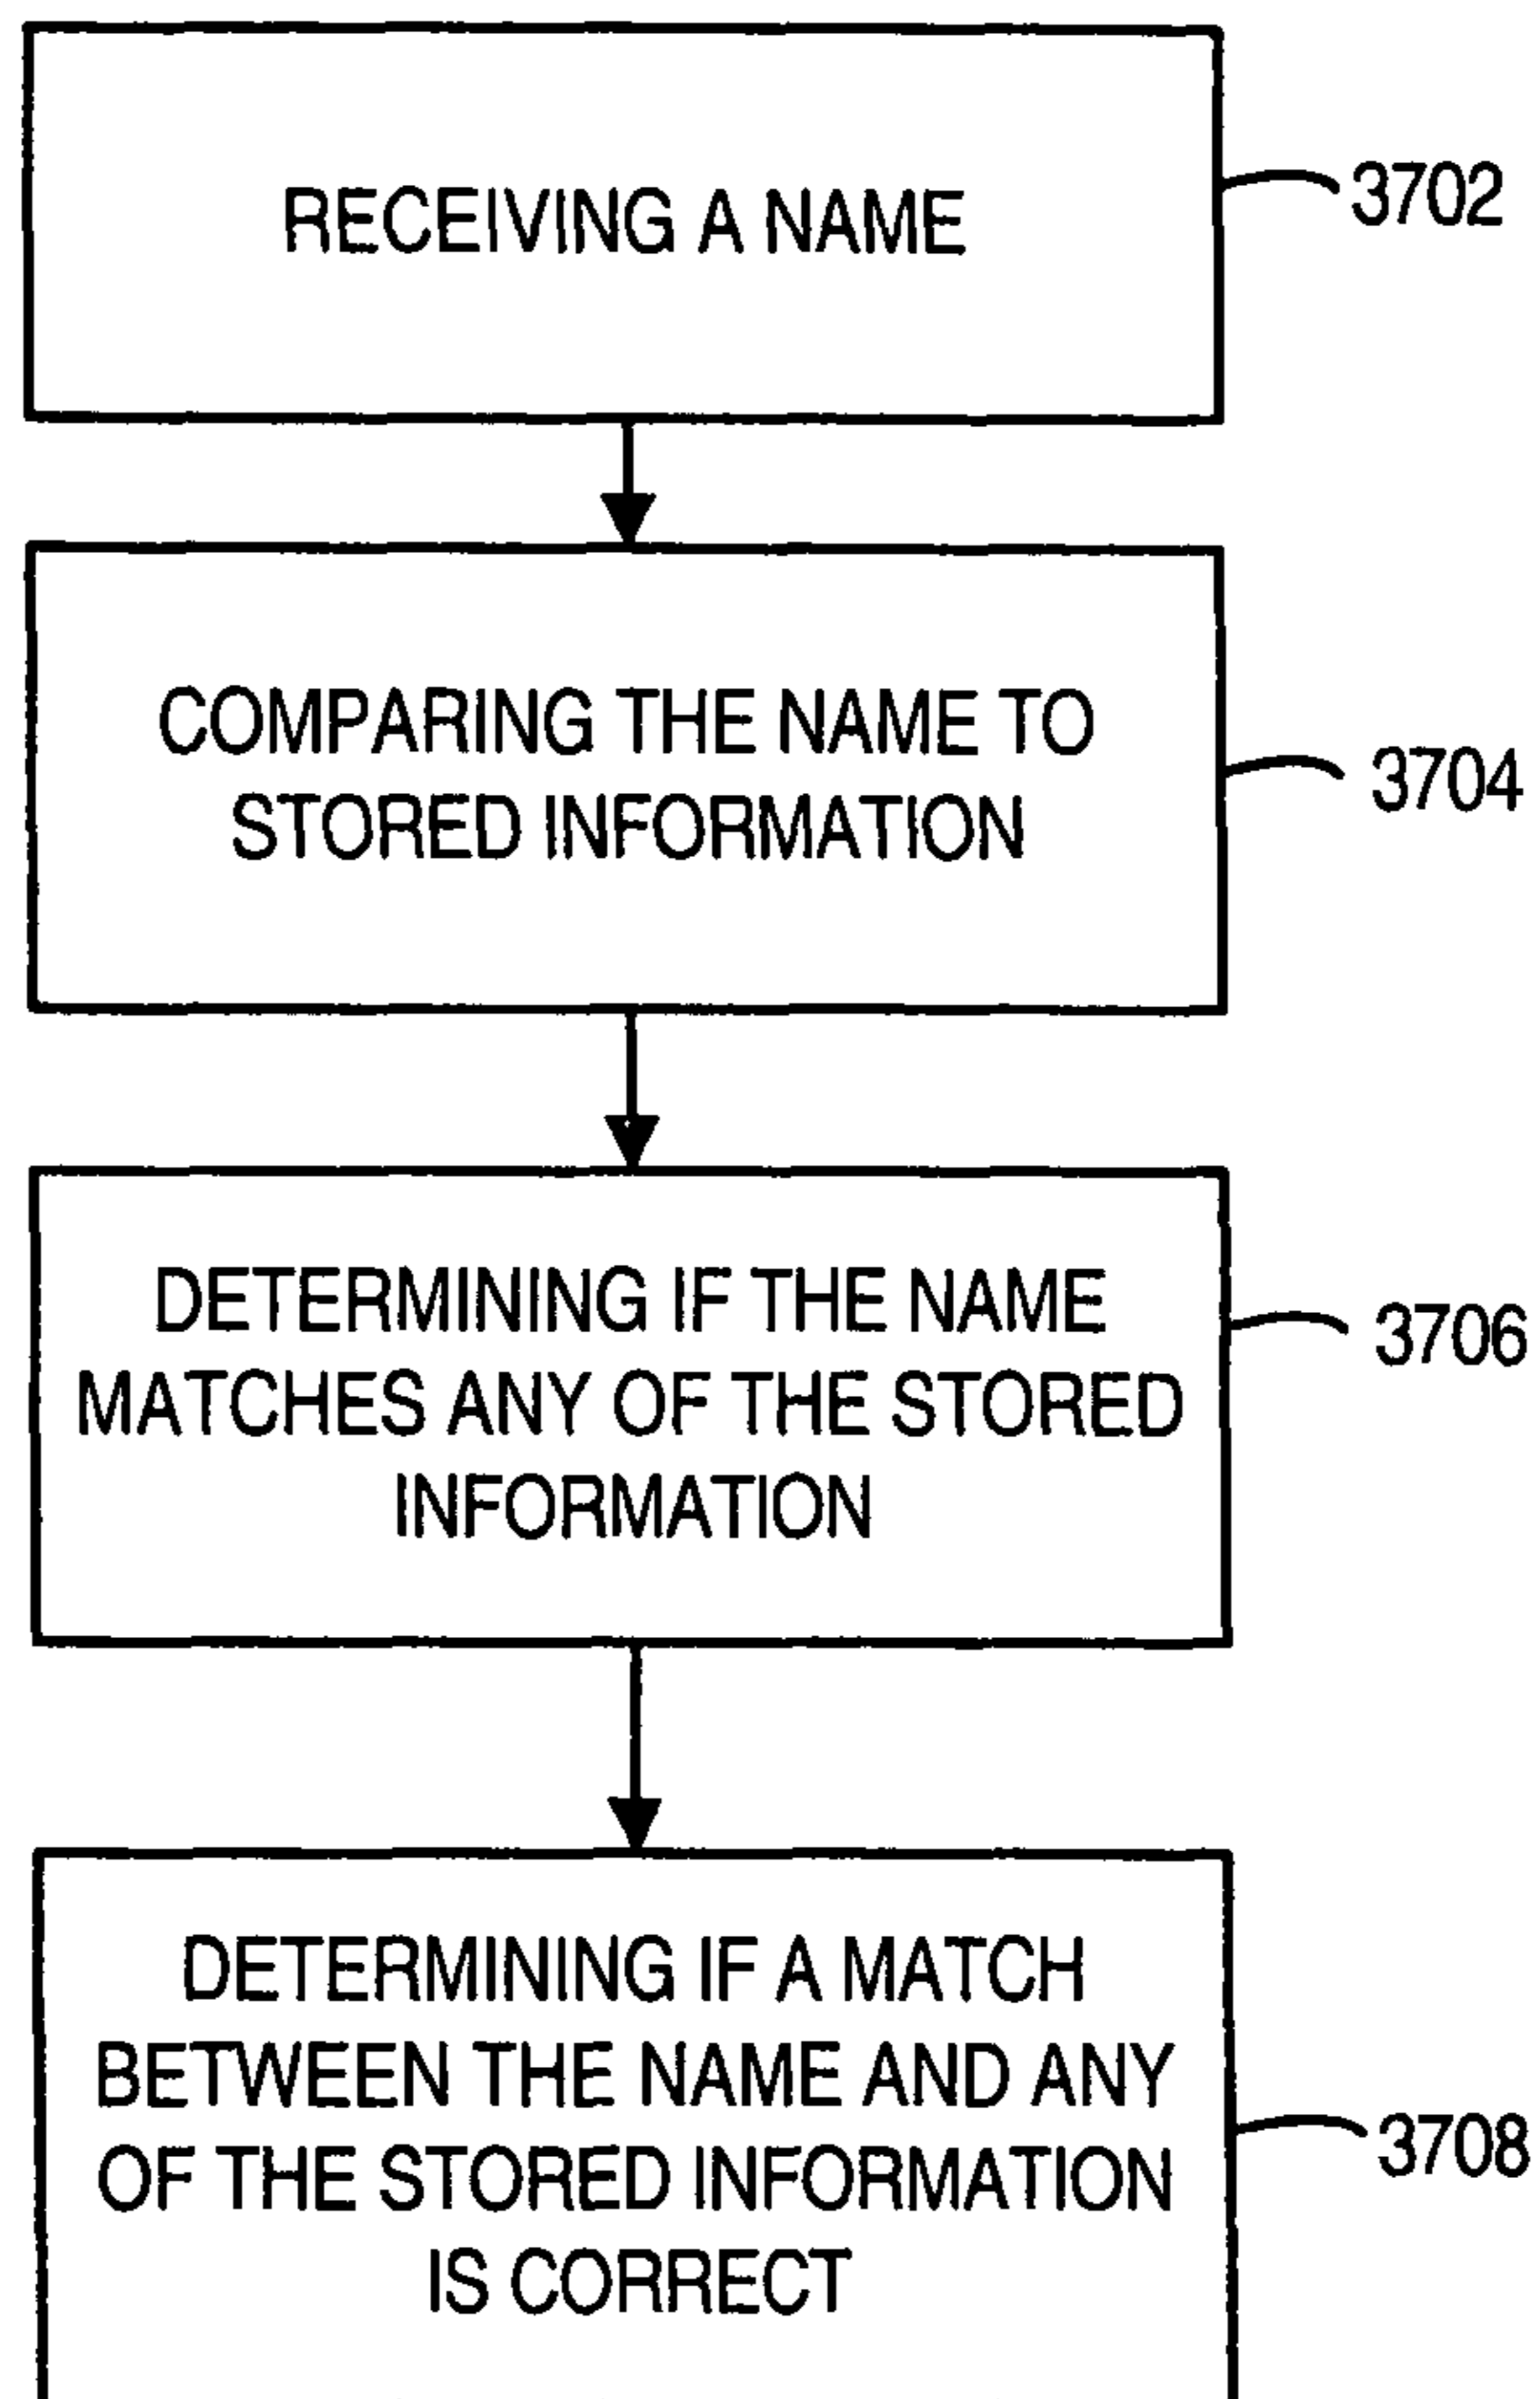 RECEIVING A NAME
3702
COMPARING THE NAME TO
STORED INFORMATION
3704
DETERMINING IF THE NAME
MATCHES ANY OF THE STORED
INFORMATION
3706
DETERMINING IF A MATCH
BETWEEN THE NAME AND ANY
OF THE STORED INFORMATION
IS CORRECT
3708